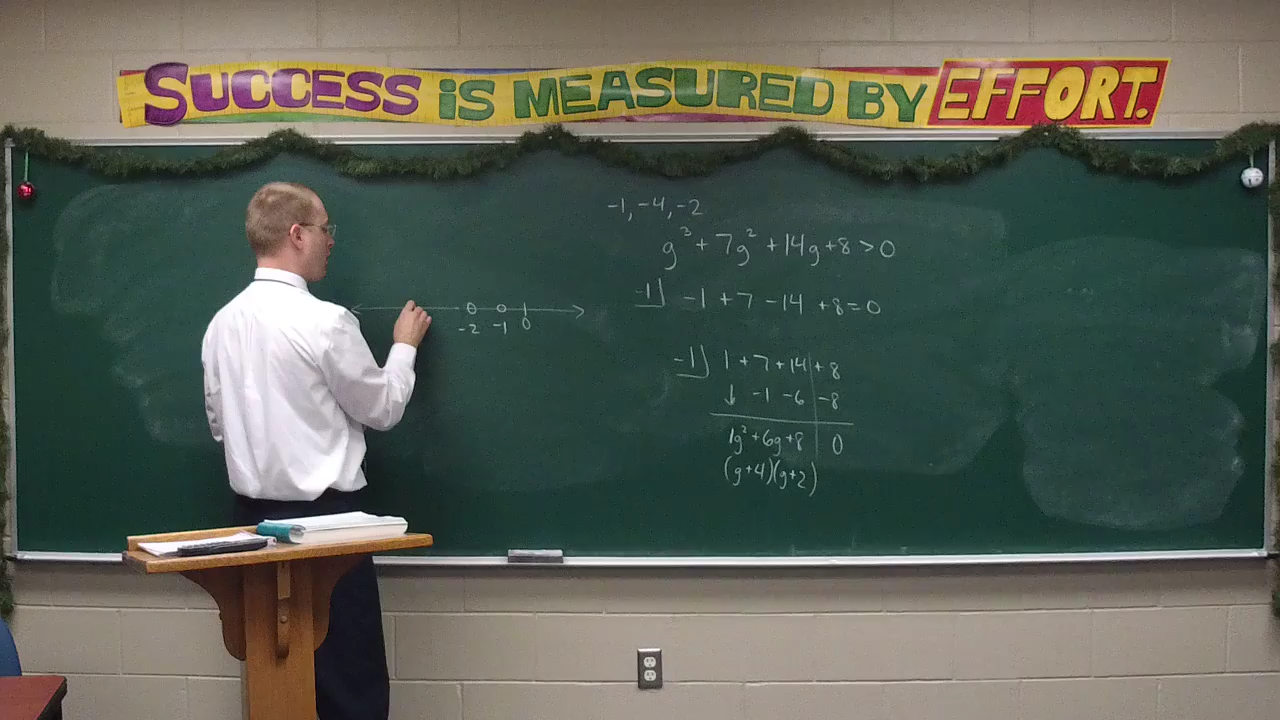 SUCCESS iS MEASURED BY EFFORT.
-1, -4, -2
g³ + 7g² + 14g + 8 > 0
-1| -1 + 7 - 14 + 8 = 0
-2 -1 0
-1| 1 + 7 + 14 + 8
↓ -1 -6 -8
1g² + 6g + 8 0
(g+4)(g+2)